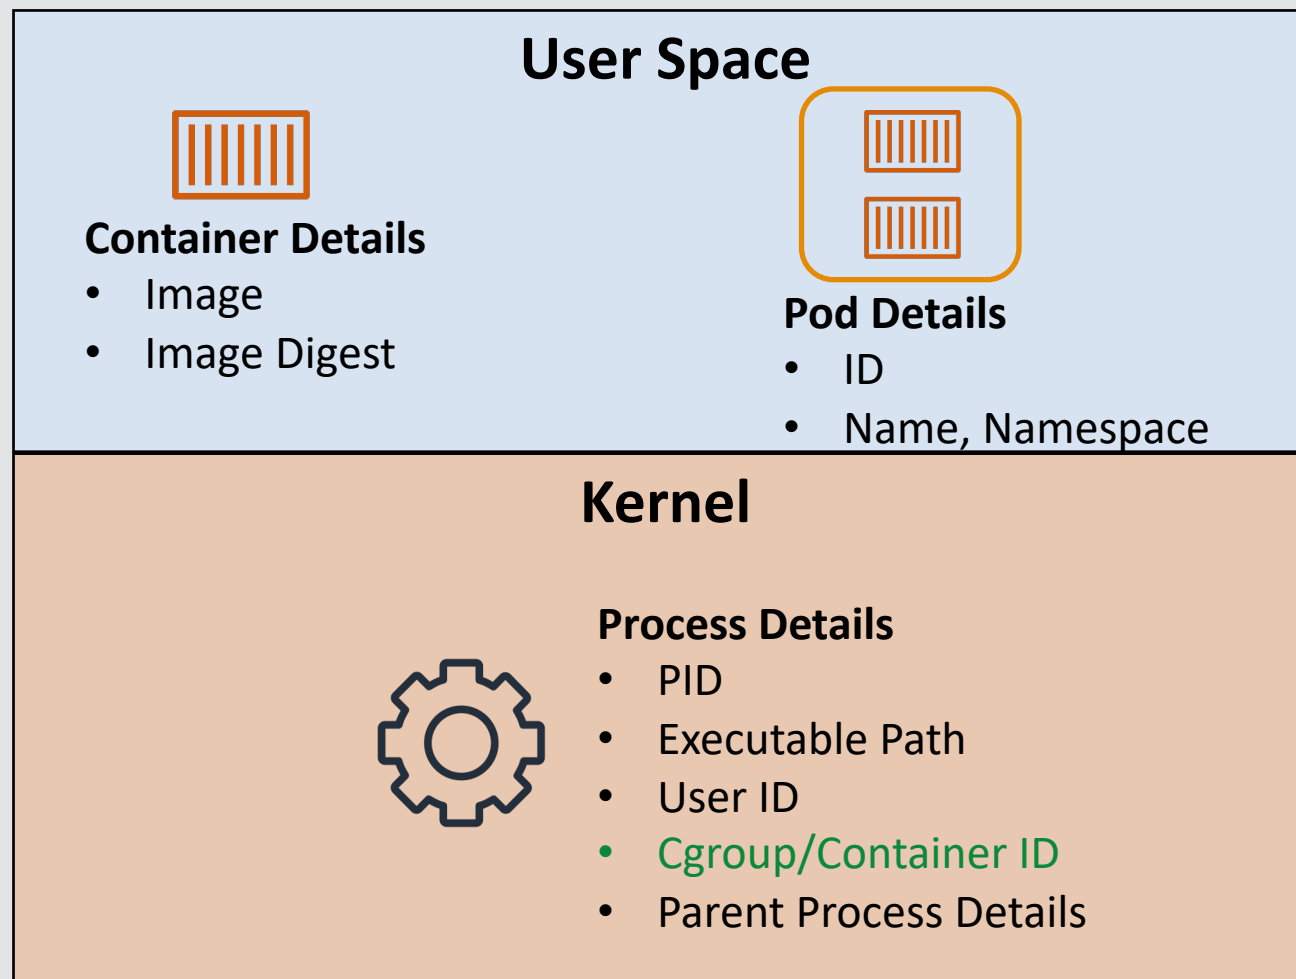 User Space
Container Details
• Image
• Image Digest
Pod Details
• ID
• Name, Namespace
Kernel
Process Details
• PID
• Executable Path
• User ID
• Cgroup/Container ID
• Parent Process Details